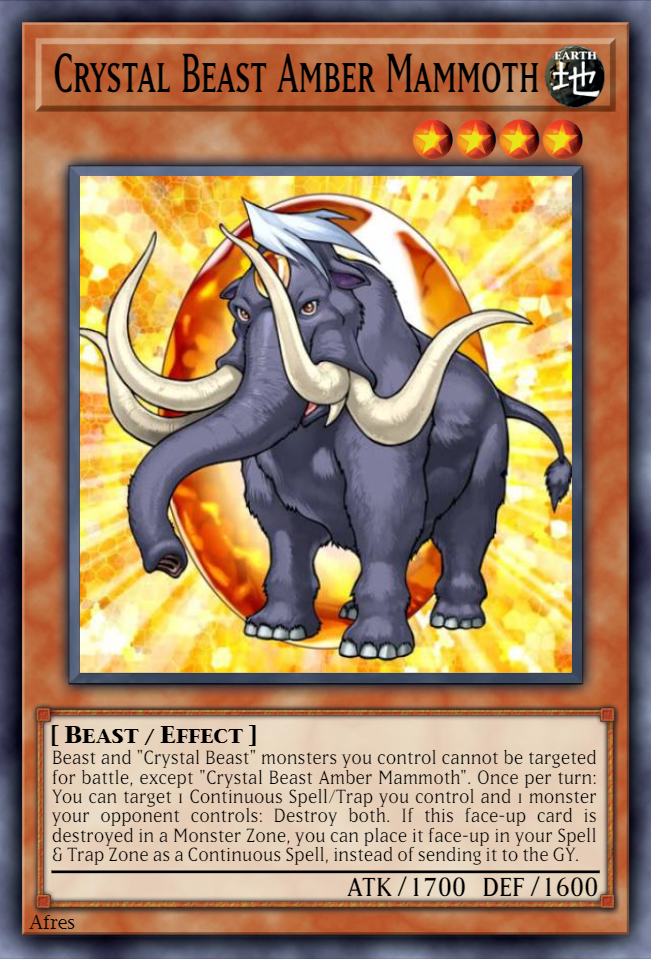 Crystal Beast Amber Mammoth
EARTH
地
[ Beast / Effect ]
Beast and "Crystal Beast" monsters you control cannot be targeted
for battle, except "Crystal Beast Amber Mammoth". Once per turn:
You can target 1 Continuous Spell/Trap you control and 1 monster
your opponent controls: Destroy both. If this face-up card is
destroyed in a Monster Zone, you can place it face-up in your Spell
& Trap Zone as a Continuous Spell, instead of sending it to the GY.
ATK / 1700 DEF / 1600
Afres